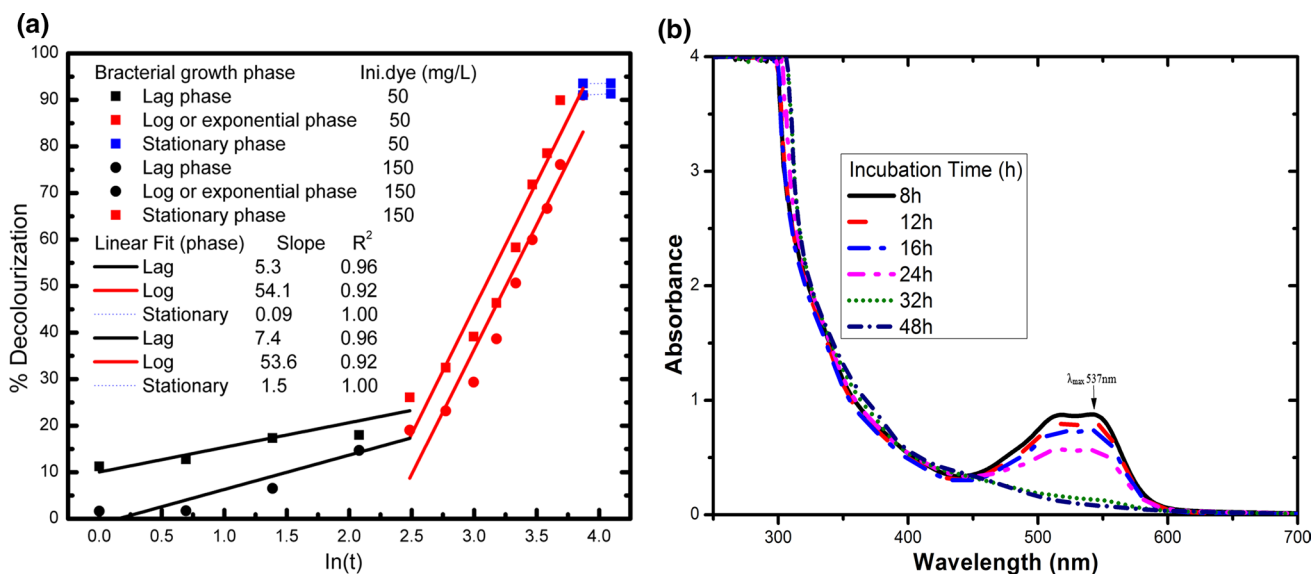 (a)
% Decolourization
100
90
80
70
60
50
40
30
20
10
0
Bracterial growth phase Ini.dye (mg/L)
Lag phase 50
Log or exponential phase 50
Stationary phase 50
Lag phase 150
Log or exponential phase 150
Stationary phase 150
Linear Fit (phase) Slope R²
Lag 5.3 0.96
Log 54.1 0.92
Stationary 0.09 1.00
Lag 7.4 0.96
Log 53.6 0.92
Stationary 1.5 1.00
0.0 0.5 1.0 1.5 2.0 2.5 3.0 3.5 4.0
ln(t)
(b)
Absorbance
4
3
2
1
0
Incubation Time (h)
8h
12h
16h
24h
32h
48h
λmax 537nm
300 400 500 600 700
Wavelength (nm)